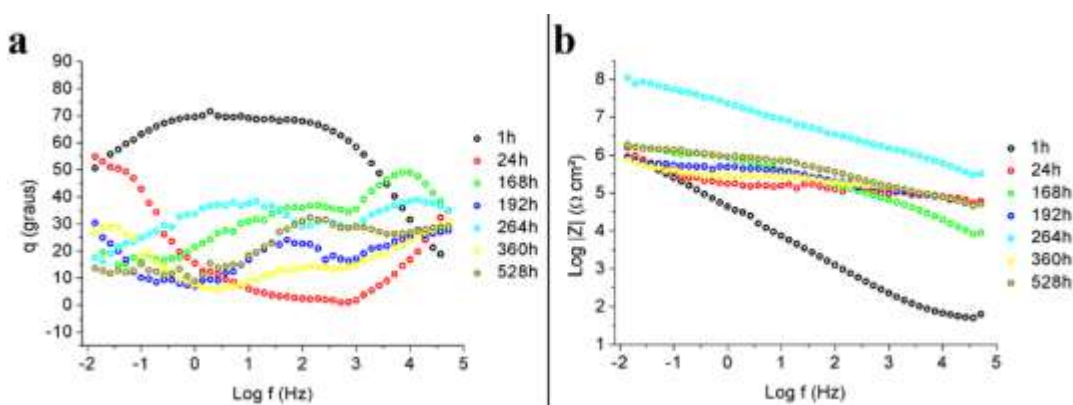 a
q (graus)
90
80
70
60
50
40
30
20
10
0
-10
-2 -1 0 1 2 3 4 5
Log f (Hz)
1h
24h
168h
192h
264h
360h
528h
b
Log |Z| (Ω cm²)
8
7
6
5
4
3
2
1
-2 -1 0 1 2 3 4 5
Log f (Hz)
1h
24h
168h
192h
264h
360h
528h